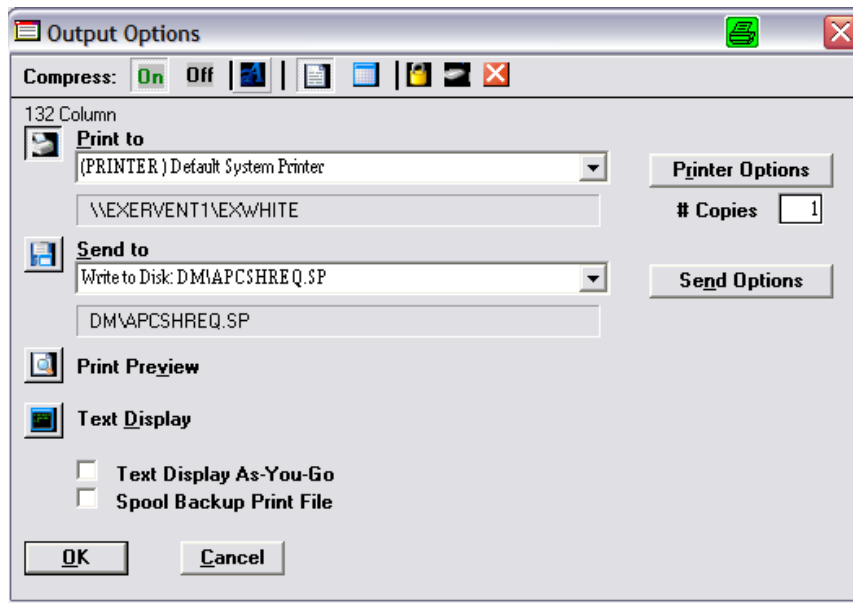 Output Options
Compress: On Off
132 Column
Print to
(PRINTER ) Default System Printer
Printer Options
\\EXERVENT1\EXWHITE
# Copies 1
Send to
Write to Disk: DM\APCSHREQ.SP
Send Options
DM\APCSHREQ.SP
Print Preview
Text Display
Text Display As-You-Go
Spool Backup Print File
OK Cancel